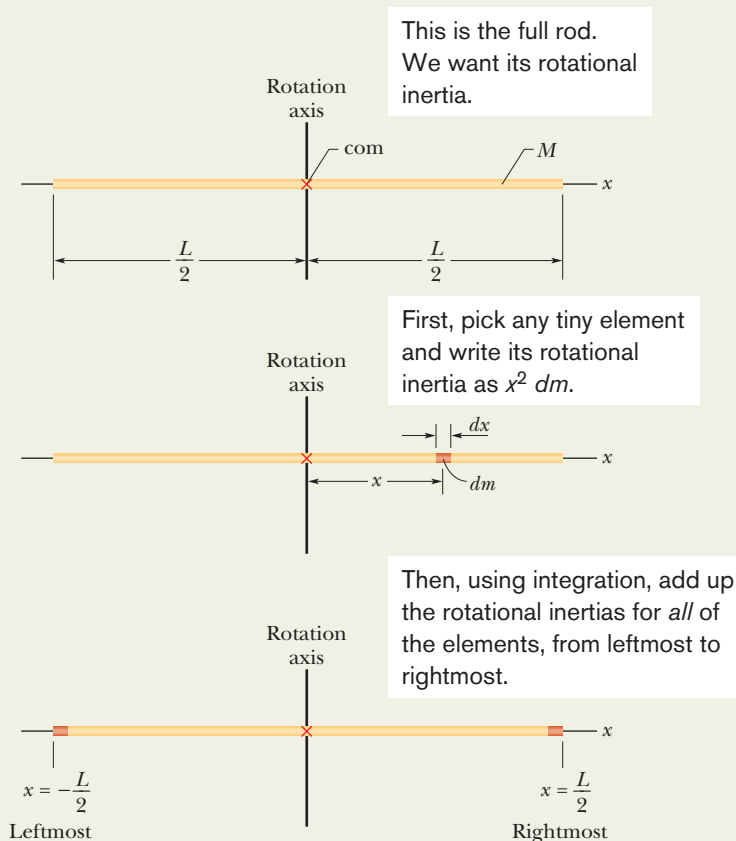 This is the full rod.
We want its rotational
inertia.
Rotation
axis
com
M
x
L/2
L/2
First, pick any tiny element
and write its rotational
inertia as x² dm.
Rotation
axis
dx
x
x
dm
Then, using integration, add up
the rotational inertias for all of
the elements, from leftmost to
rightmost.
Rotation
axis
x
x = −L/2
x = L/2
Leftmost
Rightmost